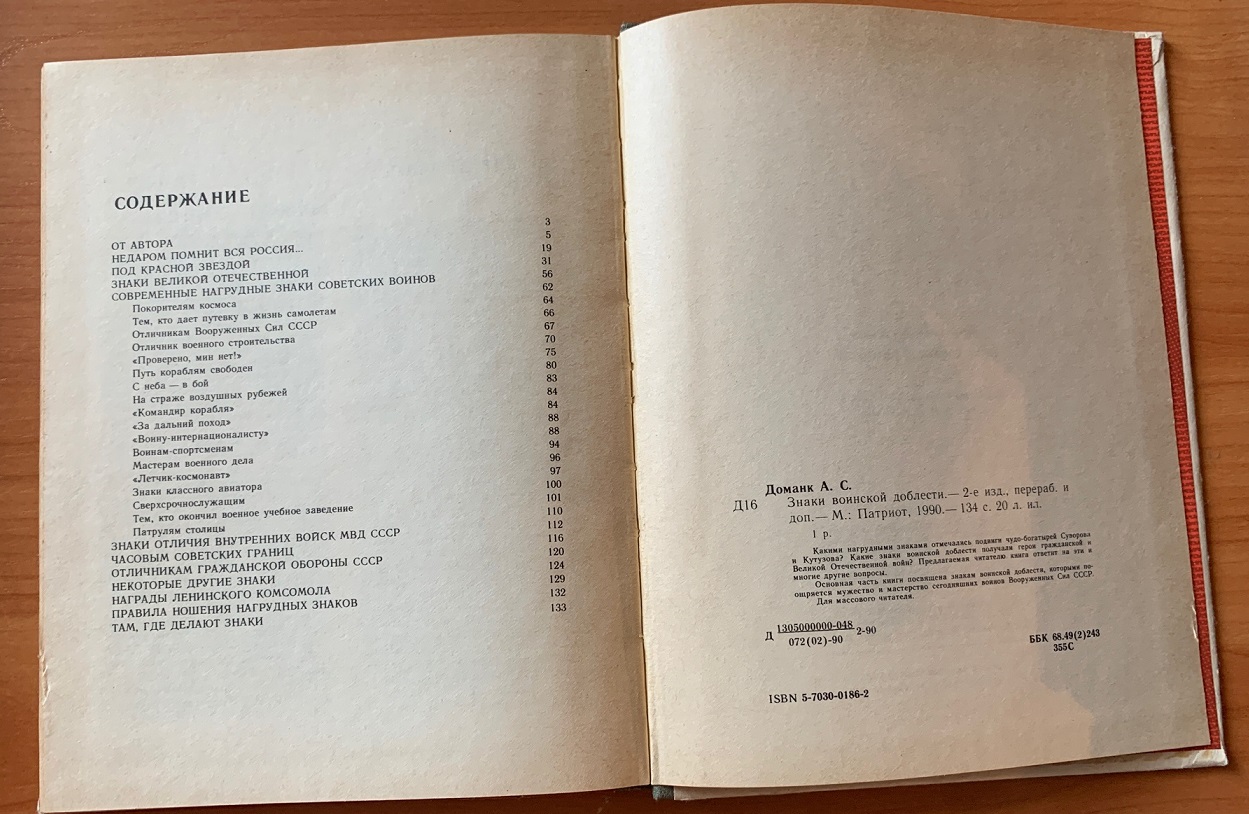 СОДЕРЖАНИЕ
ОТ АВТОРА 3
НЕДАРОМ ПОМНИТ ВСЯ РОССИЯ... 5
ПОД КРАСНОЙ ЗВЕЗДОЙ 19
ЗНАКИ ВЕЛИКОЙ ОТЕЧЕСТВЕННОЙ 31
СОВРЕМЕННЫЕ НАГРУДНЫЕ ЗНАКИ СОВЕТСКИХ ВОИНОВ 56
Покорителям космоса 62
Тем, кто дает путевку в жизнь самолетам 64
Отличникам Вооруженных Сил СССР 66
Отличник военного строительства 67
«Проверено, мин нет!» 70
Путь кораблям свободен 75
С неба — в бой 80
На страже воздушных рубежей 83
«Командир корабля» 84
«За дальний поход» 84
«Воину-интернационалисту» 88
Воинам-спортсменам 88
Мастерам военного дела 94
«Летчик-космонавт» 96
Знаки классного авиатора 97
Сверхсрочнослужащим 100
Тем, кто окончил военное учебное заведение 101
Патрулям столицы 110
ЗНАКИ ОТЛИЧИЯ ВНУТРЕННИХ ВОЙСК МВД СССР 112
ЧАСОВЫМ СОВЕТСКИХ ГРАНИЦ 116
ОТЛИЧНИКАМ ГРАЖДАНСКОЙ ОБОРОНЫ СССР 120
НЕКОТОРЫЕ ДРУГИЕ ЗНАКИ 124
НАГРАДЫ ЛЕНИНСКОГО КОМСОМОЛА 129
ПРАВИЛА НОШЕНИЯ НАГРУДНЫХ ЗНАКОВ 132
ТАМ, ГДЕ ДЕЛАЮТ ЗНАКИ 133
Доманк А. С.
Д16 Знаки воинской доблести.— 2-е изд., перераб. и
доп.— М.: Патриот, 1990.— 134 с. 20 л. ил.
1 р.
Какими нагрудными знаками отмечались подвиги чудо-богатырей Суворова
и Кутузова? Какие знаки воинской доблести получали герои гражданской и
Великой Отечественной войн? Предлагаемая читателю книга ответит на эти и
многие другие вопросы.
Основная часть книги посвящена знакам воинской доблести, которыми по-
ощряется мужество и мастерство сегодняшних воинов Вооруженных Сил СССР.
Для массового читателя.
Д 1305000000-048 2-90
072(02)-90
ББК 68.49(2)243
355С
ISBN 5-7030-0186-2